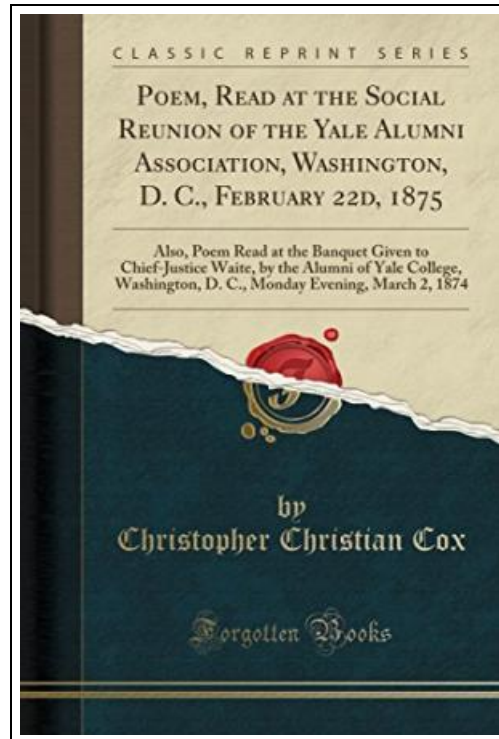 CLASSIC REPRINT SERIES
POEM, READ AT THE SOCIAL
REUNION OF THE YALE ALUMNI
ASSOCIATION, WASHINGTON,
D. C., FEBRUARY 22D, 1875
Also, Poem Read at the Banquet Given to
Chief-Justice Waite, by the Alumni of Yale College,
Washington, D. C., Monday Evening, March 2, 1874
by
Christopher Christian Cox
Forgotten Books